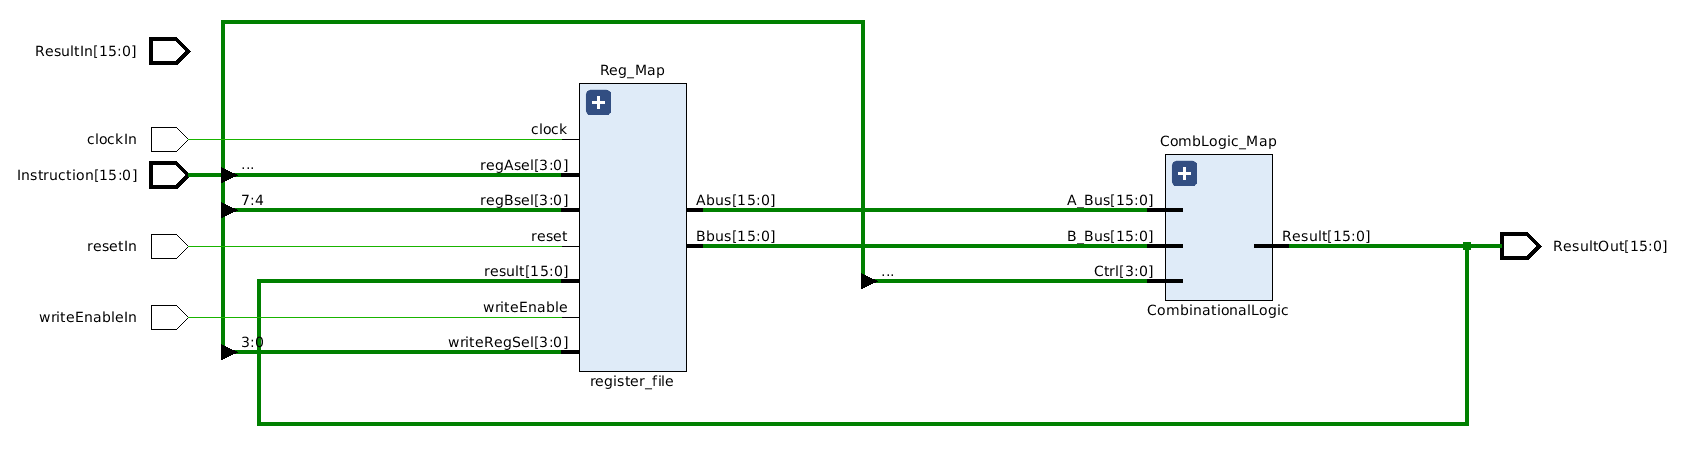 ResultIn[15:0]
Reg_Map
clockIn
clock
CombLogic_Map
Instruction[15:0]
...
regAsel[3:0]
7:4
regBsel[3:0]
Abus[15:0]
A_Bus[15:0]
resetIn
reset
Bbus[15:0]
B_Bus[15:0]
Result[15:0]
ResultOut[15:0]
result[15:0]
...
Ctrl[3:0]
writeEnableIn
writeEnable
CombinationalLogic
3:0
writeRegSel[3:0]
register_file